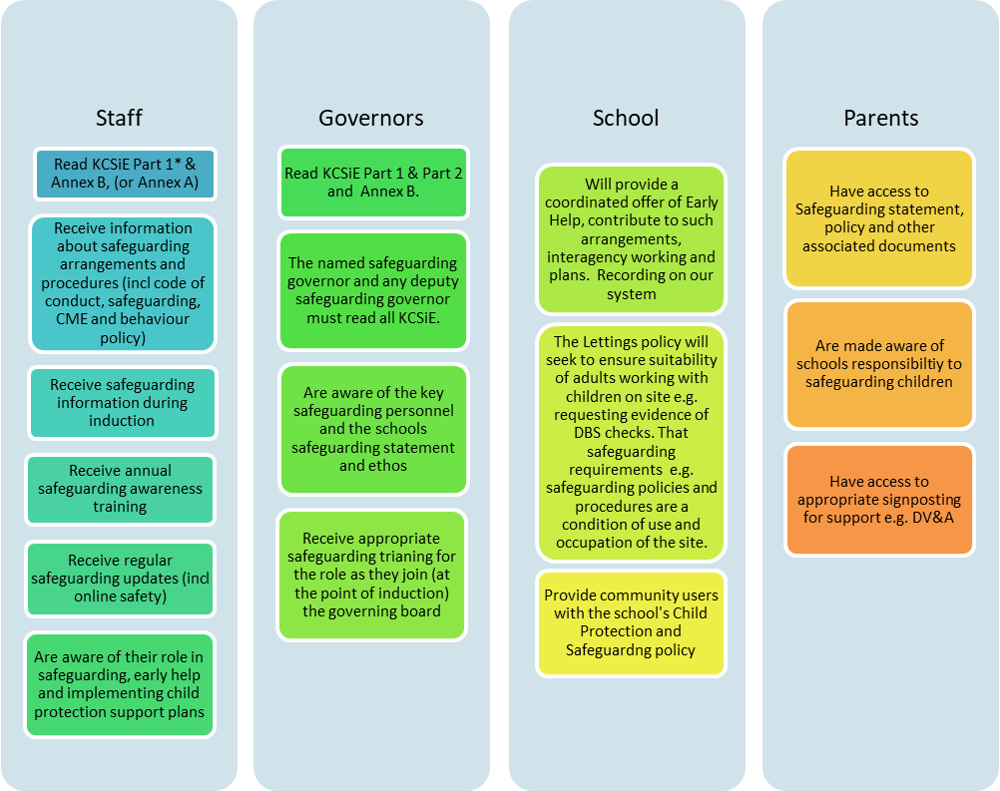 Staff
Read KCSiE Part 1* &
Annex B, (or Annex A)
Receive information
about safeguarding
arrangements and
procedures (incl code of
conduct, safeguarding,
CME and behaviour
policy)
Receive safeguarding
information during
induction
Receive annual
safeguarding awareness
training
Receive regular
safeguarding updates (incl
online safety)
Are aware of their role in
safeguarding, early help
and implementing child
protection support plans
Governors
Read KCSiE Part 1 & Part 2
and Annex B.
The named safeguarding
governor and any deputy
safeguarding governor
must read all KCSiE.
Are aware of the key
safeguarding personnel
and the schools
safeguarding statement
and ethos
Receive appropriate
safeguarding trianing for
the role as they join (at
the point of induction)
the governing board
School
Will provide a
coordinated offer of Early
Help, contribute to such
arrangements,
interagency working and
plans. Recording on our
system
The Lettings policy will
seek to ensure suitability
of adults working with
children on site e.g.
requesting evidence of
DBS checks. That
safeguarding
requirements e.g.
safeguarding policies and
procedures are a
condition of use and
occupation of the site.
Provide community users
with the school's Child
Protection and
Safeguardng policy
Parents
Have access to
Safeguarding statement,
policy and other
associated documents
Are made aware of
schools responsibiltiy to
safeguarding children
Have access to
appropriate signposting
for support e.g. DV&A